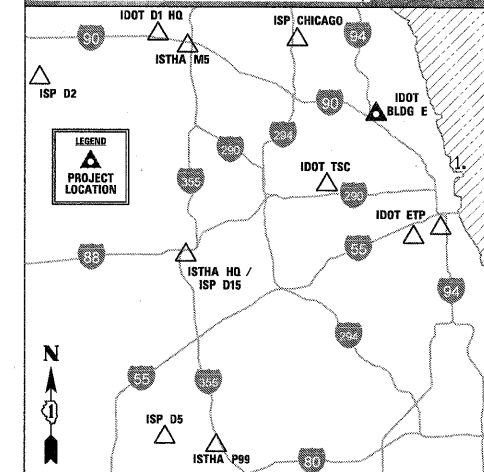 IDOT D1 HQ
ISP CHICAGO
90
94
ISTHA M5
ISP D2
90
IDOT
BLDG E
LEGEND
PROJECT
LOCATION
290
294
1.
IDOT TSC
355
290
IDOT ETP
55
88
ISTHA HQ /
ISP D15
94
294
N
55
355
1
ISP D5
ISTHA P99
80